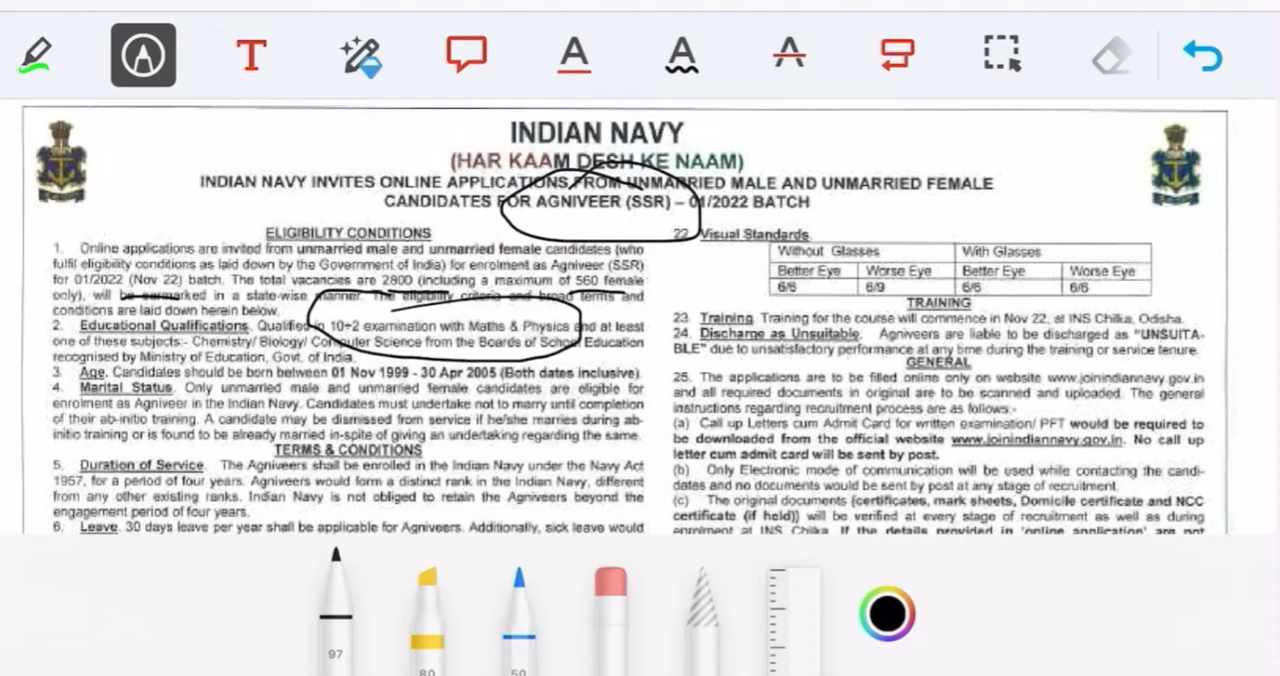 T
A
A
A
INDIAN NAVY
(HAR KAAM DESH KE NAAM)
INDIAN NAVY INVITES ONLINE APPLICATIONS FROM UNMARRIED MALE AND UNMARRIED FEMALE
CANDIDATES FOR AGNIVEER (SSR) – 01/2022 BATCH
ELIGIBILITY CONDITIONS
1. Online applications are invited from unmarried male and unmarried female candidates (who
fulfil eligibility conditions as laid down by the Government of India) for enrolment as Agniveer (SSR)
for 01/2022 (Nov 22) batch. The total vacancies are 2800 (including a maximum of 560 female
only), will be earmarked in a state-wise manner. The eligibility criteria and broad terms and
conditions are laid down herein below.
2. Educational Qualifications. Qualified in 10+2 examination with Maths & Physics and at least
one of these subjects:- Chemistry/ Biology/ Computer Science from the Boards of School Education
recognised by Ministry of Education, Govt. of India.
3. Age. Candidates should be born between 01 Nov 1999 - 30 Apr 2005 (Both dates inclusive).
4. Marital Status. Only unmarried male and unmarried female candidates are eligible for
enrolment as Agniveer in the Indian Navy. Candidates must undertake not to marry until completion
of their ab-initio training. A candidate may be dismissed from service if he/she marries during ab-
initio training or is found to be already married in-spite of giving an undertaking regarding the same.
TERMS & CONDITIONS
5. Duration of Service. The Agniveers shall be enrolled in the Indian Navy under the Navy Act
1957, for a period of four years. Agniveers would form a distinct rank in the Indian Navy, different
from any other existing ranks. Indian Navy is not obliged to retain the Agniveers beyond the
engagement period of four years.
6. Leave. 30 days leave per year shall be applicable for Agniveers. Additionally, sick leave would
22. Visual Standards
Without Glasses With Glasses
Better Eye Worse Eye Better Eye Worse Eye
6/6 6/9 6/6 6/6
TRAINING
23. Training. Training for the course will commence in Nov 22, at INS Chilka, Odisha.
24. Discharge as Unsuitable. Agniveers are liable to be discharged as "UNSUITA-
BLE" due to unsatisfactory performance at any time during the training or service tenure.
GENERAL
25. The applications are to be filled online only on website www.joinindiannavy.gov.in
and all required documents in original are to be scanned and uploaded. The general
instructions regarding recruitment process are as follows:-
(a) Call up Letters cum Admit Card for written examination/ PFT would be required to
be downloaded from the official website www.joinindiannavy.gov.in. No call up
letter cum admit card will be sent by post.
(b) Only Electronic mode of communication will be used while contacting the candi-
dates and no documents would be sent by post at any stage of recruitment.
(c) The original documents (certificates, mark sheets, Domicile certificate and NCC
certificate (if held)) will be verified at every stage of recruitment as well as during
enrolment at INS Chilka. If the details provided in 'online application' are not
97
80
50